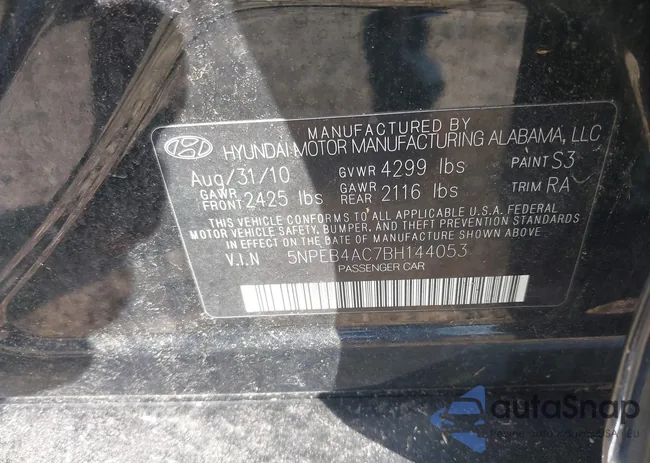 MANUFACTURED BY
HYUNDAI MOTOR MANUFACTURING ALABAMA, LLC
Aug/31/10 GVWR 4299 lbs PAINT S3
GAWR FRONT 2425 lbs GAWR REAR 2116 lbs TRIM RA
THIS VEHICLE CONFORMS TO ALL APPLICABLE U.S.A. FEDERAL
MOTOR VEHICLE SAFETY, BUMPER, AND THEFT PREVENTION STANDARDS
IN EFFECT ON THE DATE OF MANUFACTURE SHOWN ABOVE.
V.I.N 5NPEB4AC7BH144053
PASSENGER CAR
autoSnap